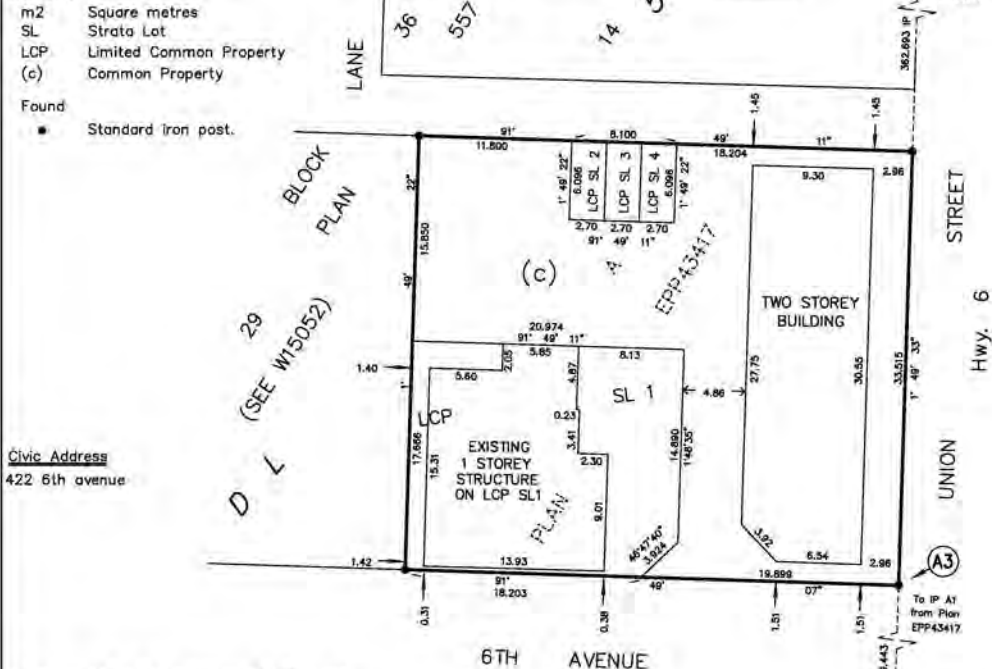 m2 Square metres
SL Strata Lot
LCP Limited Common Property
(c) Common Property
Found
Standard iron post.
LANE
36
557
14
362.693 IP
1.45
1.45
91°
11.800
8.100
49'
18.204
11"
22"
15.850
49'
1°
BLOCK
PLAN
29
(SEE W15052)
D L
1° 49' 22"
6.096
LCP SL 2
LCP SL 3
LCP SL 4
6.096
1° 49' 22"
2.70
2.70
2.70
91° 49' 11"
9.30
2.96
STREET
(c)
A
EPP43417
TWO STOREY
BUILDING
Hwy. 6
20.974
91° 49' 11"
5.85
8.13
2.05
1.40
5.60
4.87
SL 1
4.86
27.75
30.55
33.515
1° 49' 33"
LCP
0.23
3.41
2.30
14.890
1°48'35"
17.666
15.31
EXISTING
1 STOREY
STRUCTURE
ON LCP SL1
9.01
PLAN
UNION
Civic Address
422 6th avenue
46°47'40"
3.924
3.92
6.54
2.96
A3
1.42
13.93
91°
18.203
49'
19.899
07"
To IP A1
from Plan
EPP43417
0.31
0.38
1.51
1.51
6TH AVENUE